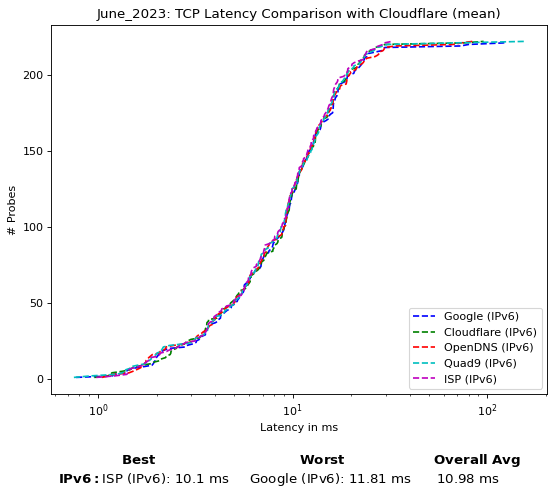 June_2023: TCP Latency Comparison with Cloudflare (mean)
# Probes
200
150
100
50
0
10^0
10^1
10^2
Latency in ms
Google (IPv6)
Cloudflare (IPv6)
OpenDNS (IPv6)
Quad9 (IPv6)
ISP (IPv6)
Best Worst Overall Avg
IPv6: ISP (IPv6): 10.1 ms Google (IPv6): 11.81 ms 10.98 ms